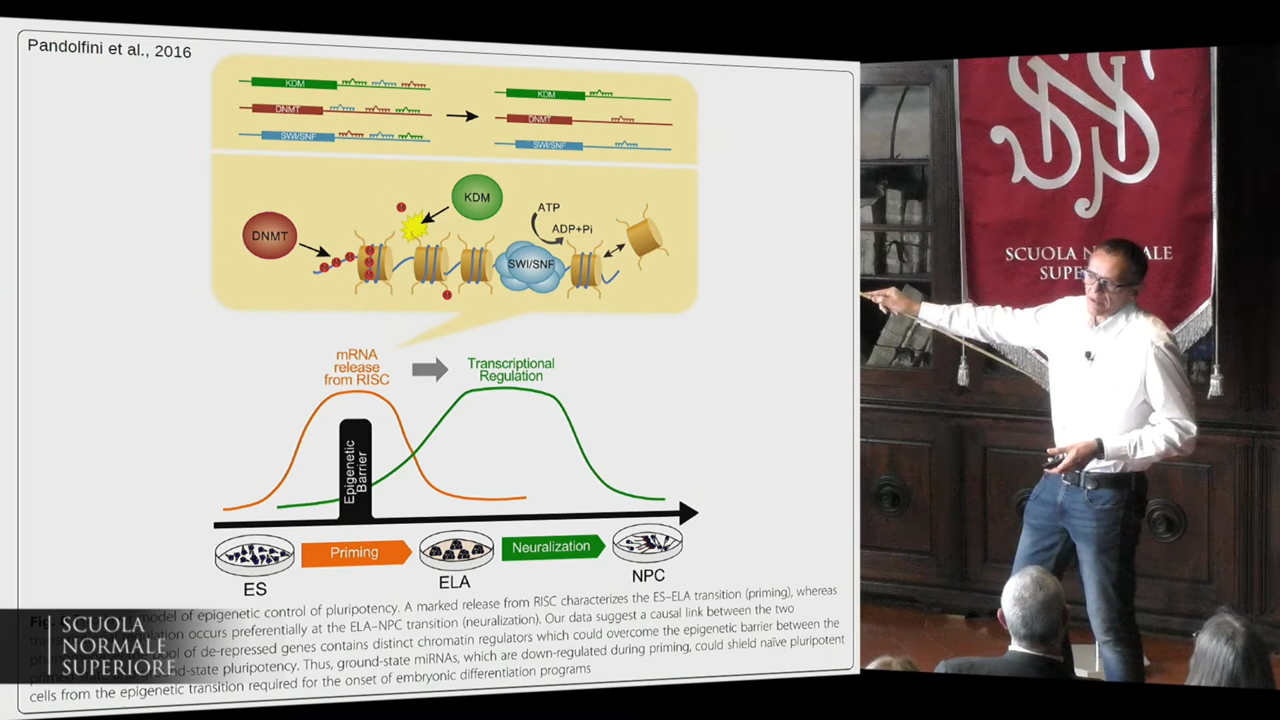 Pandolfini et al., 2016
KDM
KDM
DNMT
DNMT
SWI/SNF
SWI/SNF
KDM
ATP
ADP+Pi
DNMT
M
M
M
M
M
M
M
SWI/SNF
mRNA
release
from RISC
Transcriptional
Regulation
Epigenetic
Barrier
Priming
Neuralization
ES
ELA
NPC
model of epigenetic control of pluripotency. A marked release from RISC characterizes the ES–ELA transition (priming), whereas
occurs preferentially at the ELA–NPC transition (neuralization). Our data suggest a causal link between the two
pool of de-repressed genes contains distinct chromatin regulators which could overcome the epigenetic barrier between the
pluripotency. Thus, ground-state miRNAs, which are down-regulated during priming, could shield naïve pluripotent
cells from the epigenetic transition required for the onset of embryonic differentiation programs
SCUOLA
NORMALE
SUPERIORE
SNS
SCUOLA NORMALE